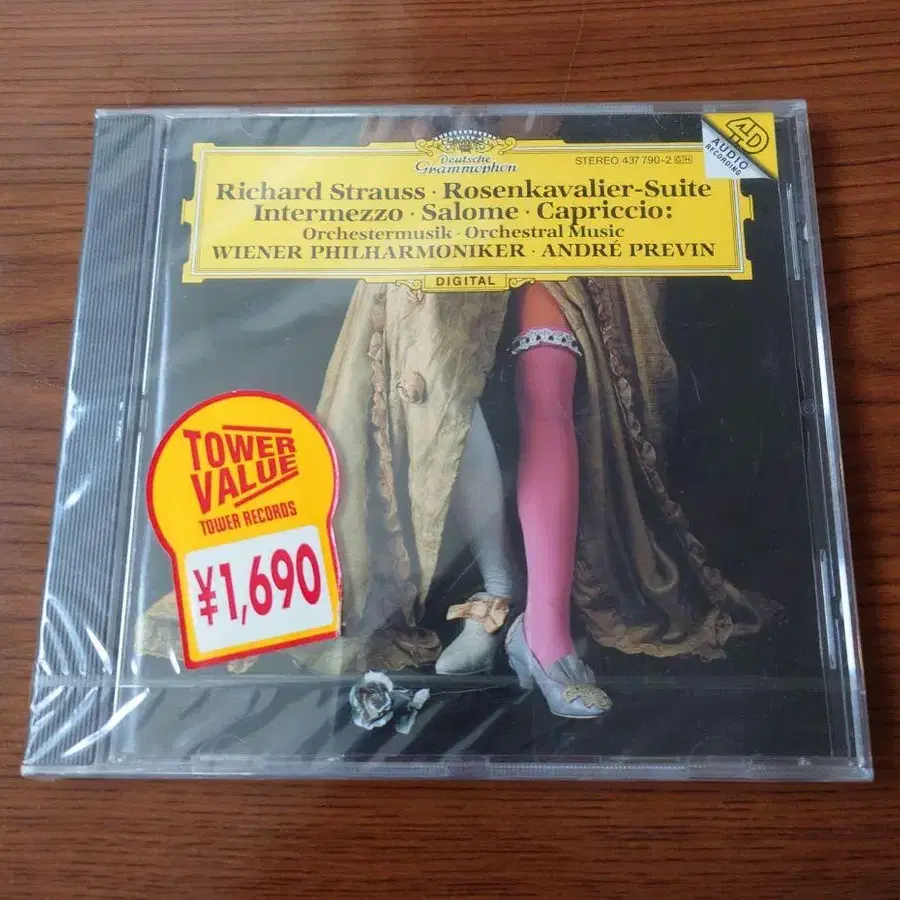 Deutsche
Grammophon
STEREO 437 790-2 GH
4D
AUDIO
RECORDING
Richard Strauss · Rosenkavalier-Suite
Intermezzo · Salome · Capriccio:
Orchestermusik · Orchestral Music
WIENER PHILHARMONIKER · ANDRÉ PREVIN
DIGITAL
TOWER
VALUE
TOWER RECORDS
¥1,690